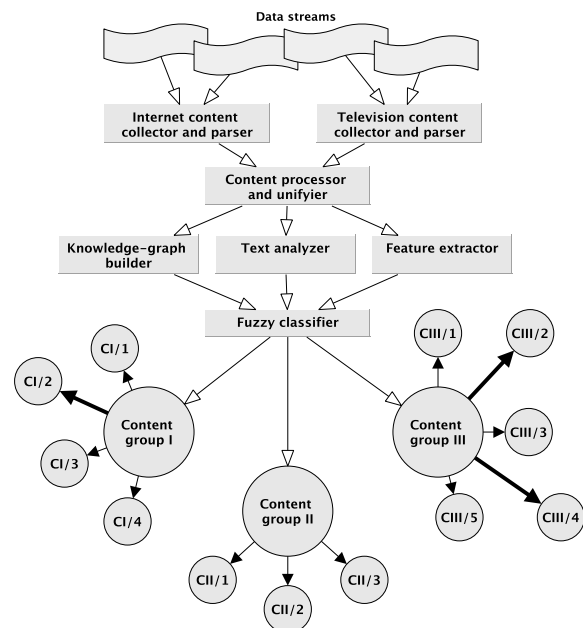 Data streams
Internet content
collector and parser
Television content
collector and parser
Content processor
and unifyier
Knowledge-graph
builder
Text analyzer
Feature extractor
Fuzzy classifier
CI/1
CI/2
CI/3
CI/4
Content
group I
Content
group II
CII/1
CII/2
CII/3
Content
group III
CIII/1
CIII/2
CIII/3
CIII/4
CIII/5